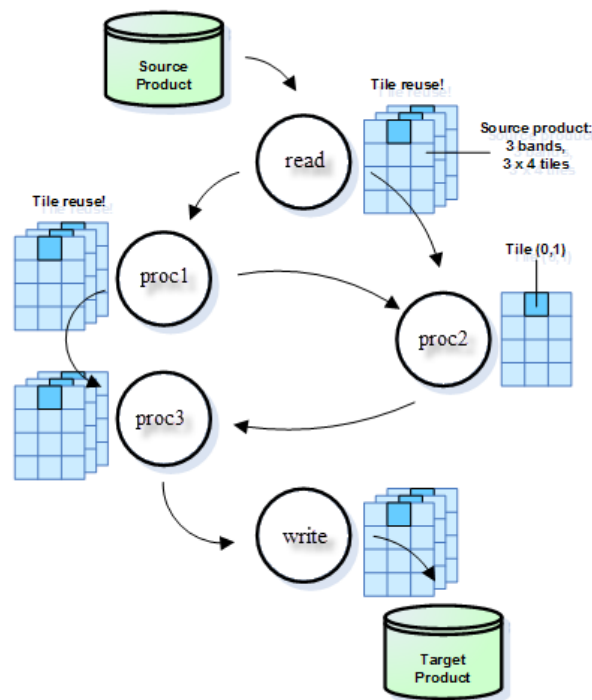 Source
Product
Tile reuse!
read
Source product:
3 bands,
3 x 4 tiles
Tile reuse!
proc1
Tile (0,1)
proc2
proc3
write
Target
Product